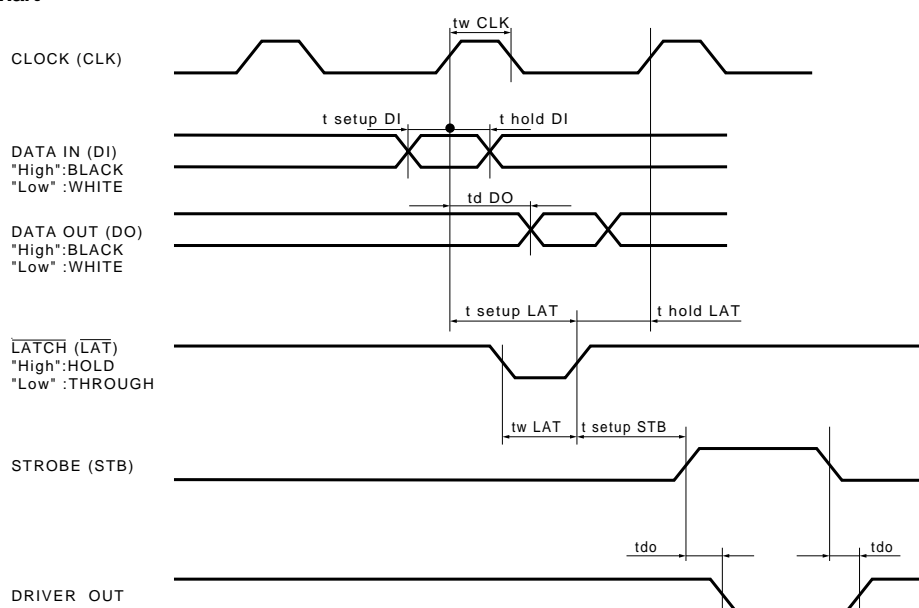 tw CLK
CLOCK (CLK)
t setup DI
t hold DI
DATA IN (DI)
"High":BLACK
"Low" :WHITE
td DO
DATA OUT (DO)
"High":BLACK
"Low" :WHITE
t setup LAT
t hold LAT
LATCH (LAT)
"High":HOLD
"Low" :THROUGH
tw LAT
t setup STB
STROBE (STB)
tdo
tdo
DRIVER OUT